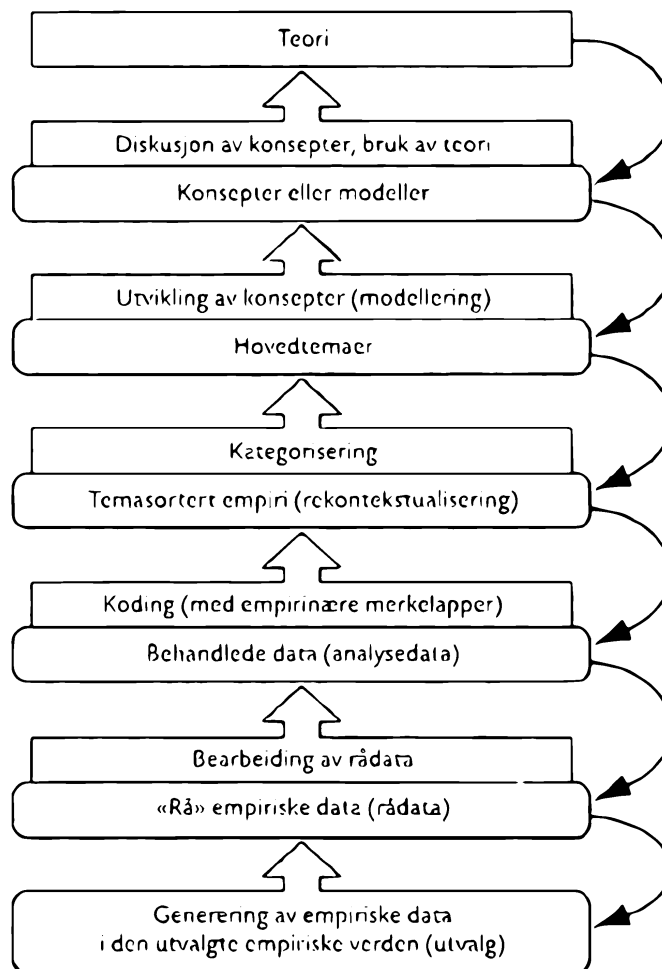 Teori
Diskusjon av konsepter, bruk av teori
Konsepter eller modeller
Utvikling av konsepter (modellering)
Hovedtemaer
Kategorisering
Temasortert empiri (rekontekstualisering)
Koding (med empirinære merkelapper)
Behandlede data (analysedata)
Bearbeiding av rådata
«Rå» empiriske data (rådata)
Generering av empiriske data
i den utvalgte empiriske verden (utvalg)